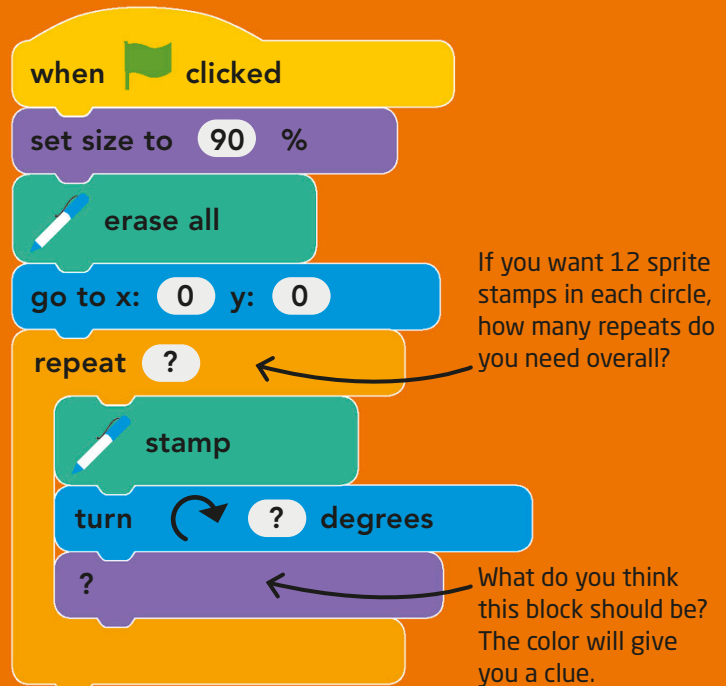 when clicked
set size to 90 %
erase all
go to x: 0 y: 0
If you want 12 sprite
stamps in each circle,
how many repeats do
you need overall?
repeat ?
stamp
turn ? degrees
?
What do you think
this block should be?
The color will give
you a clue.